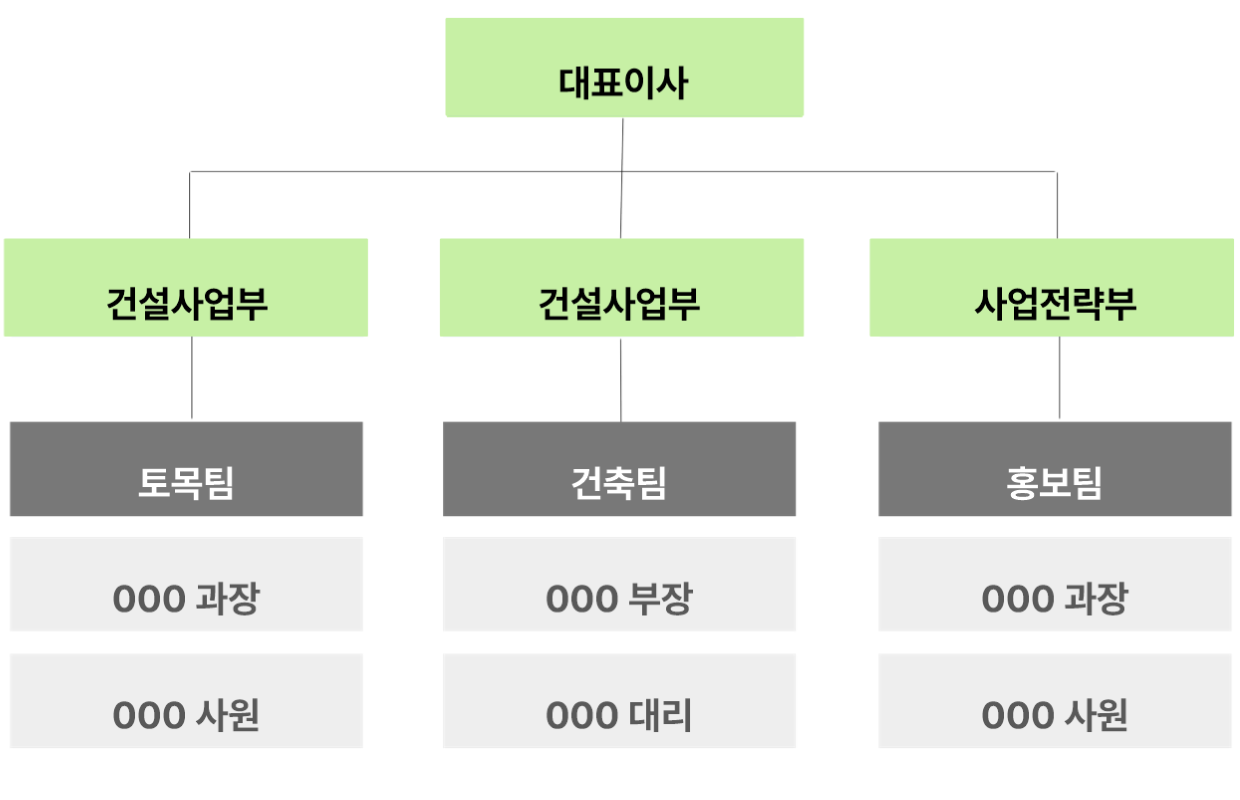 대표이사
건설사업부
건설사업부
사업전략부
토목팀
건축팀
홍보팀
000 과장
000 부장
000 과장
000 사원
000 대리
000 사원